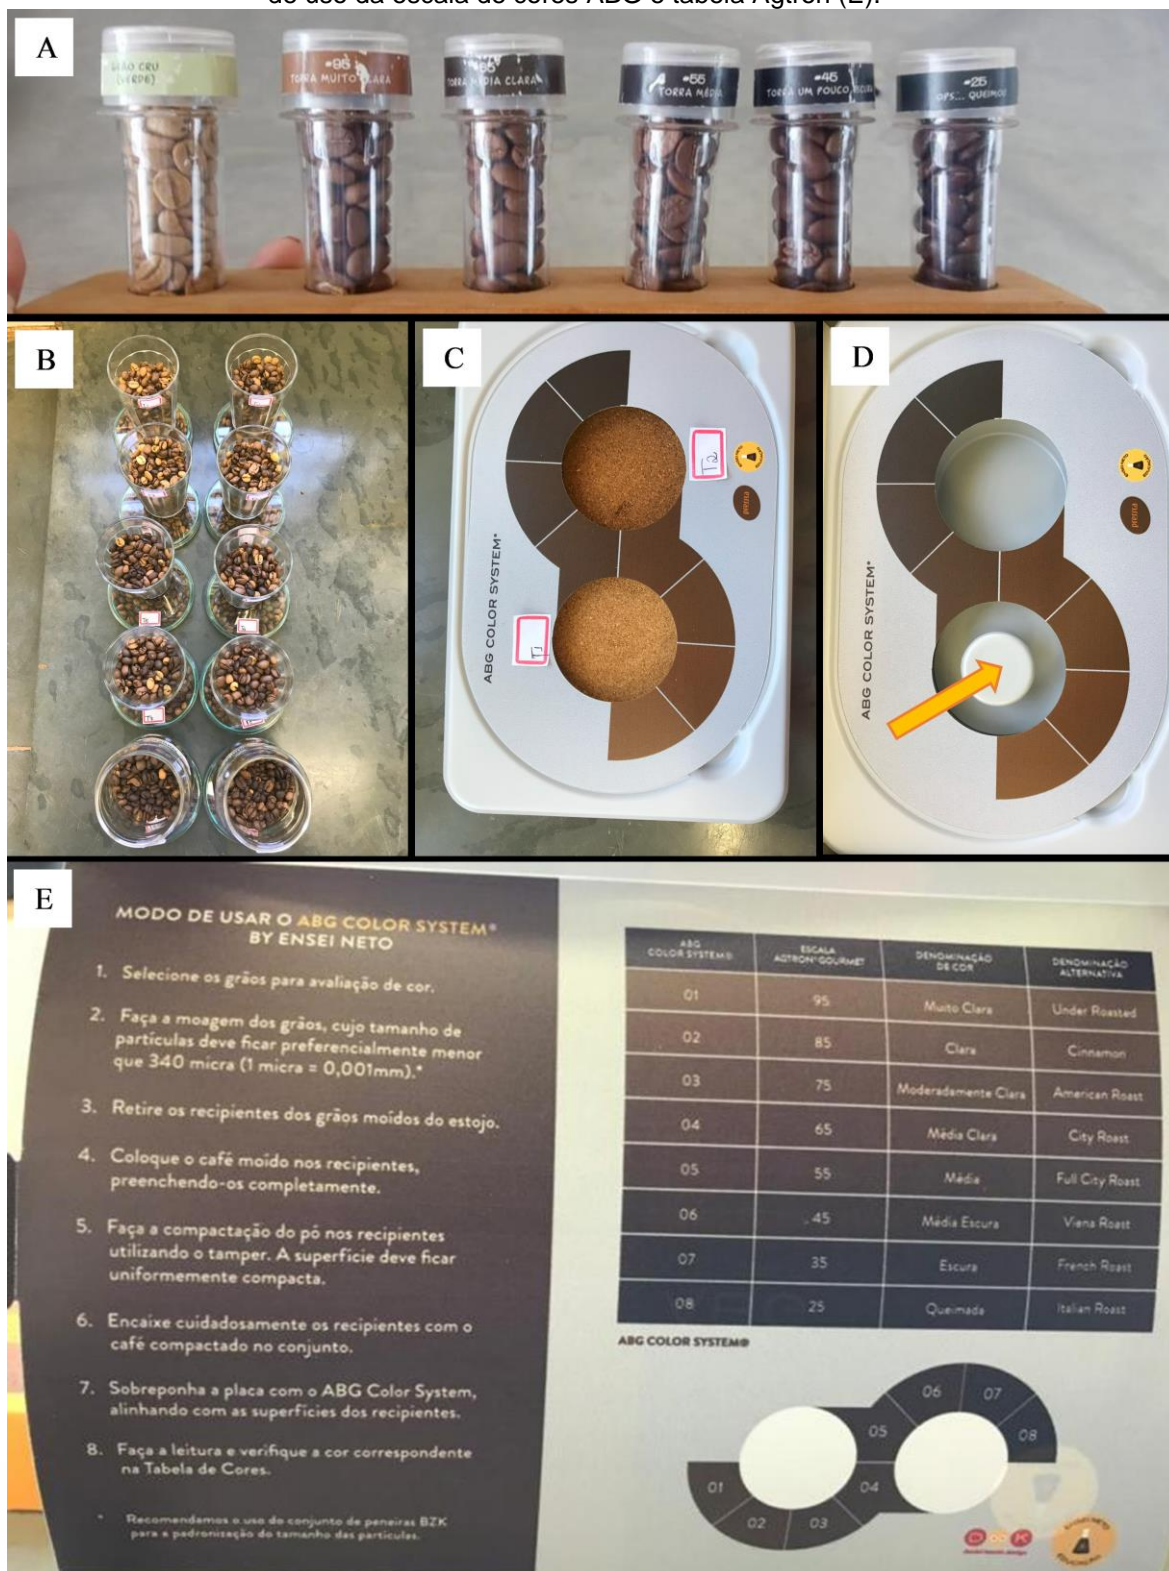 de uso da escala de cores ABG e tabela Agtron (E).
A
(VERDE)
#95
TORRA MUITO CLARA
TORRA MÉDIA CLARA
#55
TORRA MÉDIA
#45
TORRA UM POUCO
#25
OPS... QUEIMOU
B
C
T2
T1
ABG COLOR SYSTEM®
D
ABG COLOR SYSTEM®
E
MODO DE USAR O ABG COLOR SYSTEM®
BY ENSEI NETO
1. Selecione os grãos para avaliação de cor.
2. Faça a moagem dos grãos, cujo tamanho de
partículas deve ficar preferencialmente menor
que 340 micra (1 micra = 0,001mm).*
3. Retire os recipientes dos grãos moídos do estojo.
4. Coloque o café moído nos recipientes,
preenchendo-os completamente.
5. Faça a compactação do pó nos recipientes
utilizando o tamper. A superfície deve ficar
uniformemente compacta.
6. Encaixe cuidadosamente os recipientes com o
café compactado no conjunto.
7. Sobreponha a placa com o ABG Color System,
alinhando com as superfícies dos recipientes.
8. Faça a leitura e verifique a cor correspondente
na Tabela de Cores.
* Recomendamos o uso do conjunto de peneiras BZK
para a padronização do tamanho das partículas.
ABG
COLOR SYSTEM®
ESCALA
AGTRON®GOURMET
DENOMINAÇÃO
DE COR
DENOMINAÇÃO
ALTERNATIVA
01 95 Muito Clara Under Roasted
02 85 Clara Cinnamon
03 75 Moderadamente Clara American Roast
04 65 Média Clara City Roast
05 55 Média Full City Roast
06 45 Média Escura Viena Roast
07 35 Escura French Roast
08 25 Queimada Italian Roast
ABG COLOR SYSTEM®
06 07
05 08
01 04
02 03